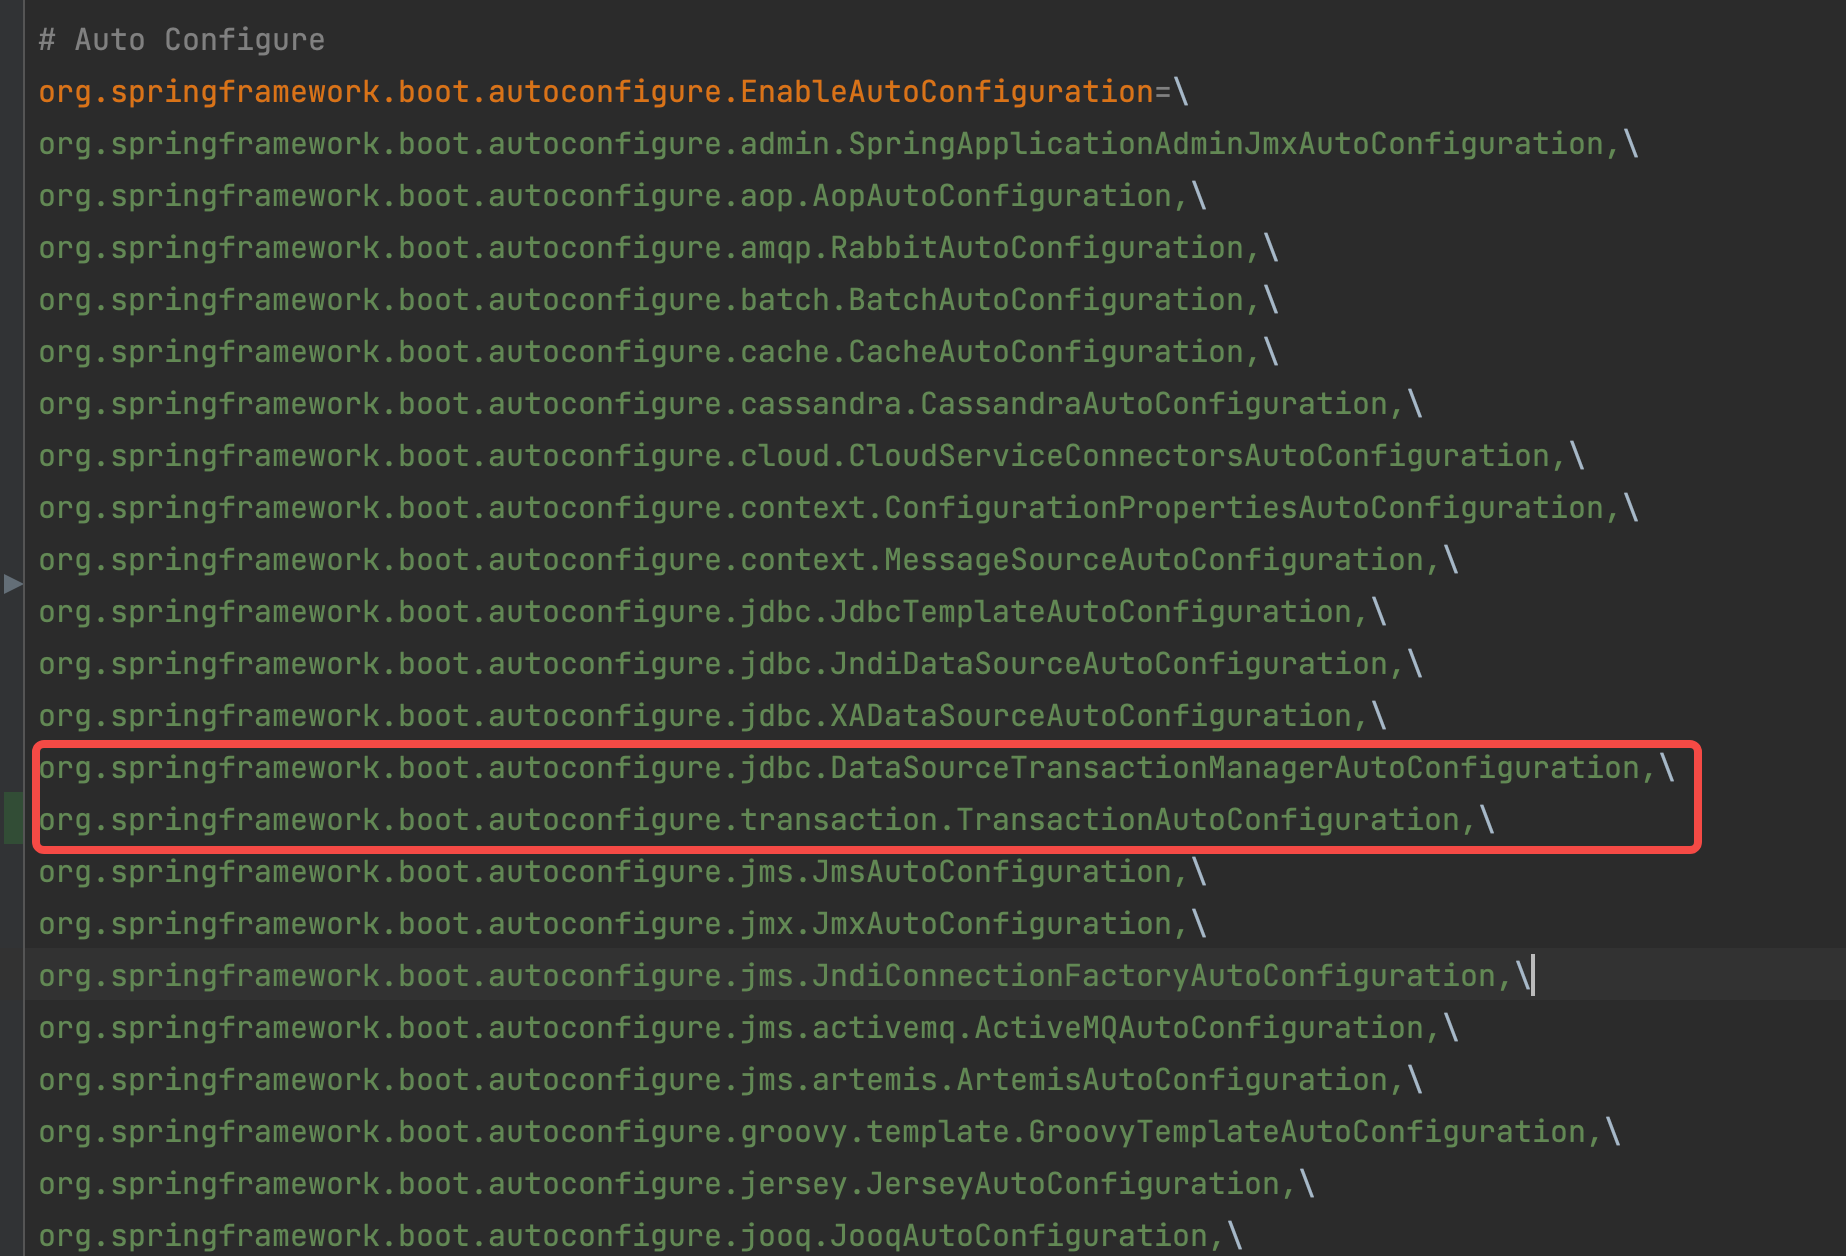 # Auto Configure
org.springframework.boot.autoconfigure.EnableAutoConfiguration=\
org.springframework.boot.autoconfigure.admin.SpringApplicationAdminJmxAutoConfiguration,\
org.springframework.boot.autoconfigure.aop.AopAutoConfiguration,\
org.springframework.boot.autoconfigure.amqp.RabbitAutoConfiguration,\
org.springframework.boot.autoconfigure.batch.BatchAutoConfiguration,\
org.springframework.boot.autoconfigure.cache.CacheAutoConfiguration,\
org.springframework.boot.autoconfigure.cassandra.CassandraAutoConfiguration,\
org.springframework.boot.autoconfigure.cloud.CloudServiceConnectorsAutoConfiguration,\
org.springframework.boot.autoconfigure.context.ConfigurationPropertiesAutoConfiguration,\
org.springframework.boot.autoconfigure.context.MessageSourceAutoConfiguration,\
org.springframework.boot.autoconfigure.jdbc.JdbcTemplateAutoConfiguration,\
org.springframework.boot.autoconfigure.jdbc.JndiDataSourceAutoConfiguration,\
org.springframework.boot.autoconfigure.jdbc.XADataSourceAutoConfiguration,\
org.springframework.boot.autoconfigure.jdbc.DataSourceTransactionManagerAutoConfiguration,\
org.springframework.boot.autoconfigure.transaction.TransactionAutoConfiguration,\
org.springframework.boot.autoconfigure.jms.JmsAutoConfiguration,\
org.springframework.boot.autoconfigure.jmx.JmxAutoConfiguration,\
org.springframework.boot.autoconfigure.jms.JndiConnectionFactoryAutoConfiguration,\
org.springframework.boot.autoconfigure.jms.activemq.ActiveMQAutoConfiguration,\
org.springframework.boot.autoconfigure.jms.artemis.ArtemisAutoConfiguration,\
org.springframework.boot.autoconfigure.groovy.template.GroovyTemplateAutoConfiguration,\
org.springframework.boot.autoconfigure.jersey.JerseyAutoConfiguration,\
org.springframework.boot.autoconfigure.jooq.JooqAutoConfiguration,\